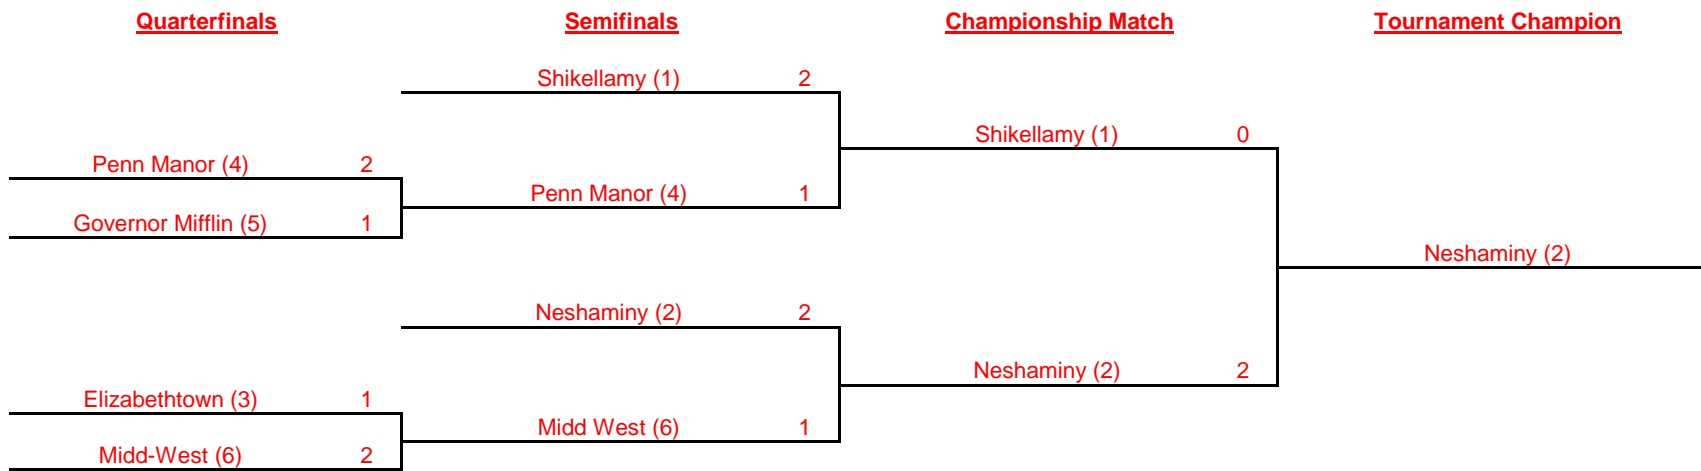 Quarterfinals Semifinals Championship Match Tournament Champion
Shikellamy (1) 2
Shikellamy (1) 0
Penn Manor (4) 2
Penn Manor (4) 1
Governor Mifflin (5) 1
Neshaminy (2)
Neshaminy (2) 2
Neshaminy (2) 2
Elizabethtown (3) 1
Midd West (6) 1
Midd-West (6) 2